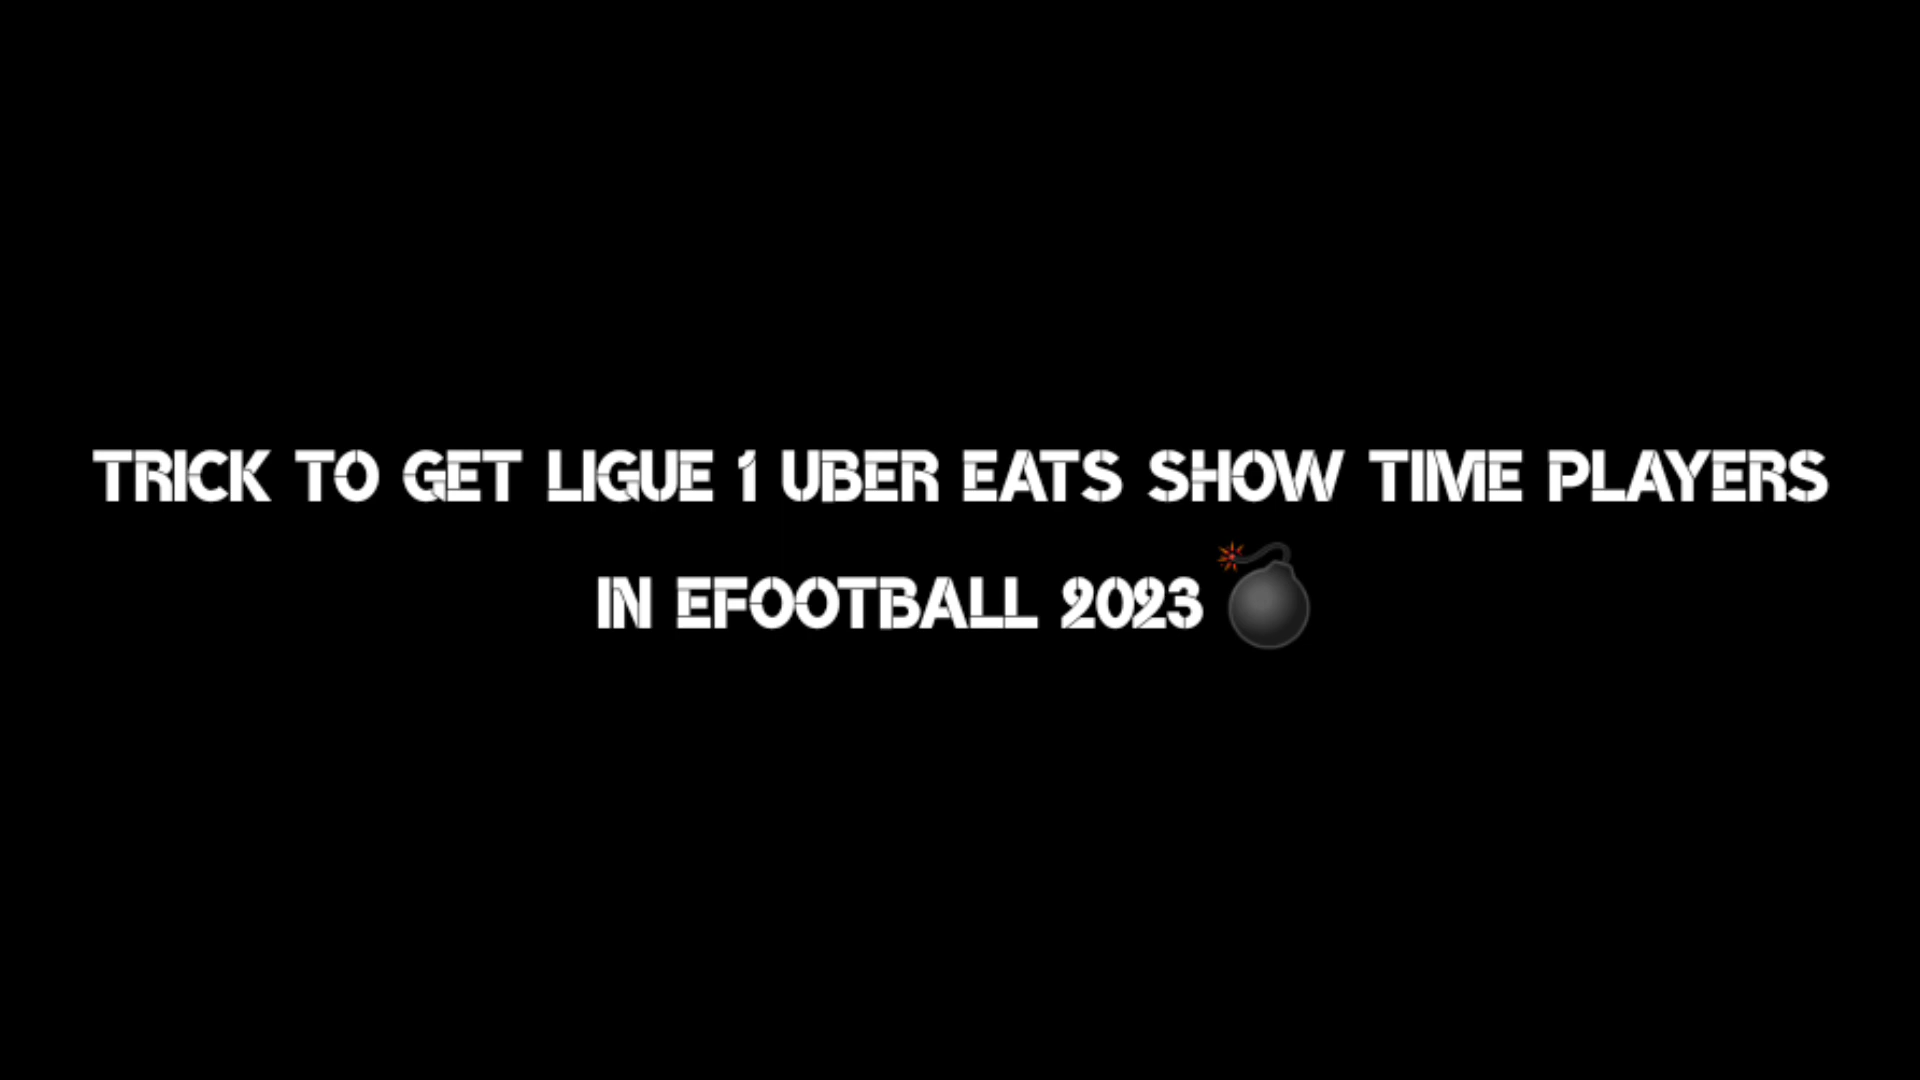 TRICK TO GET LIGUE 1 UBER EATS SHOW TIME PLAYERS
IN EFOOTBALL 2023💣